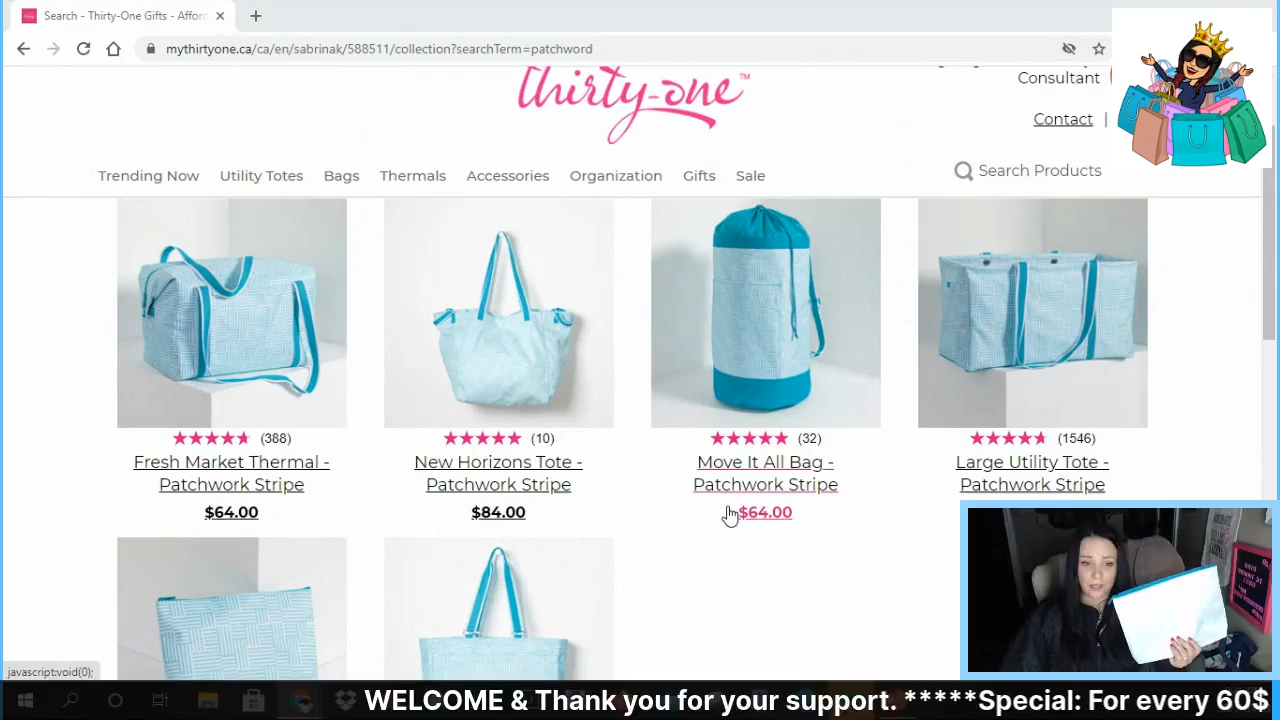 Search - Thirty-One Gifts - Affor
mythirtyone.ca/ca/en/sabrinak/588511/collection?searchTerm=patchword
thirty-one™
Consultant
Contact |
Trending Now Utility Totes Bags Thermals Accessories Organization Gifts Sale
Search Products
(388) (10) (32) (1546)
Fresh Market Thermal - New Horizons Tote - Move It All Bag - Large Utility Tote -
Patchwork Stripe Patchwork Stripe Patchwork Stripe Patchwork Stripe
$64.00 $84.00 $64.00
javascript:void(0);
WELCOME & Thank you for your support. *****Special: For every 60$